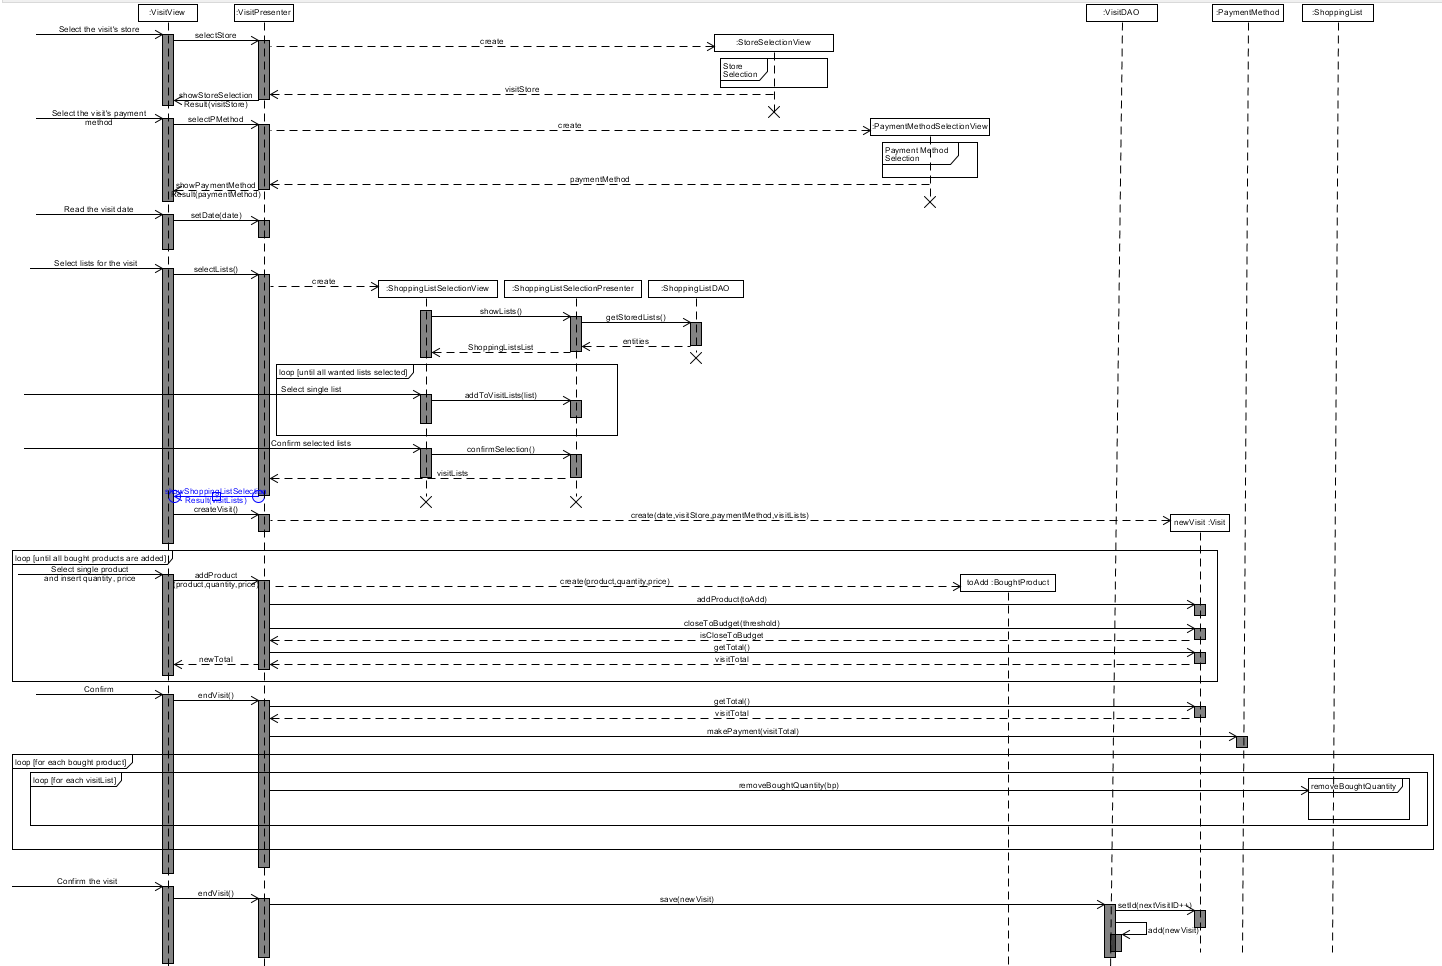 :VisitView
:VisitPresenter
:VisitDAO
:PaymentMethod
:ShoppingList
Select the visit's store
selectStore
create
:StoreSelectionView
Store
Selection
visitStore
showStoreSelection
Result(visitStore)
Select the visit's payment
method
selectPMethod
create
:PaymentMethodSelectionView
Payment Method
Selection
paymentMethod
showPaymentMethod
Result(paymentMethod)
Read the visit date
setDate(date)
Select lists for the visit
selectLists()
create
:ShoppingListSelectionView
:ShoppingListSelectionPresenter
:ShoppingListDAO
showLists()
getStoredLists()
entities
ShoppingListsList
loop [until all wanted lists selected]
Select single list
addToVisitLists(list)
Confirm selected lists
confirmSelection()
visitLists
showShoppingListSelection
Result(visitLists)
createVisit()
create(date,visitStore,paymentMethod,visitLists)
newVisit :Visit
loop [until all bought products are added]
Select single product
and insert quantity, price
addProduct
(product,quantity,price)
create(product,quantity,price)
toAdd :BoughtProduct
addProduct(toAdd)
closeToBudget(threshold)
isCloseToBudget
getTotal()
newTotal
visitTotal
Confirm
endVisit()
getTotal()
visitTotal
makePayment(visitTotal)
loop [for each bought product]
loop [for each visitList]
removeBoughtQuantity(bp)
removeBoughtQuantity
Confirm the visit
endVisit()
save(newVisit)
setId(nextVisitID++)
add(newVisit)